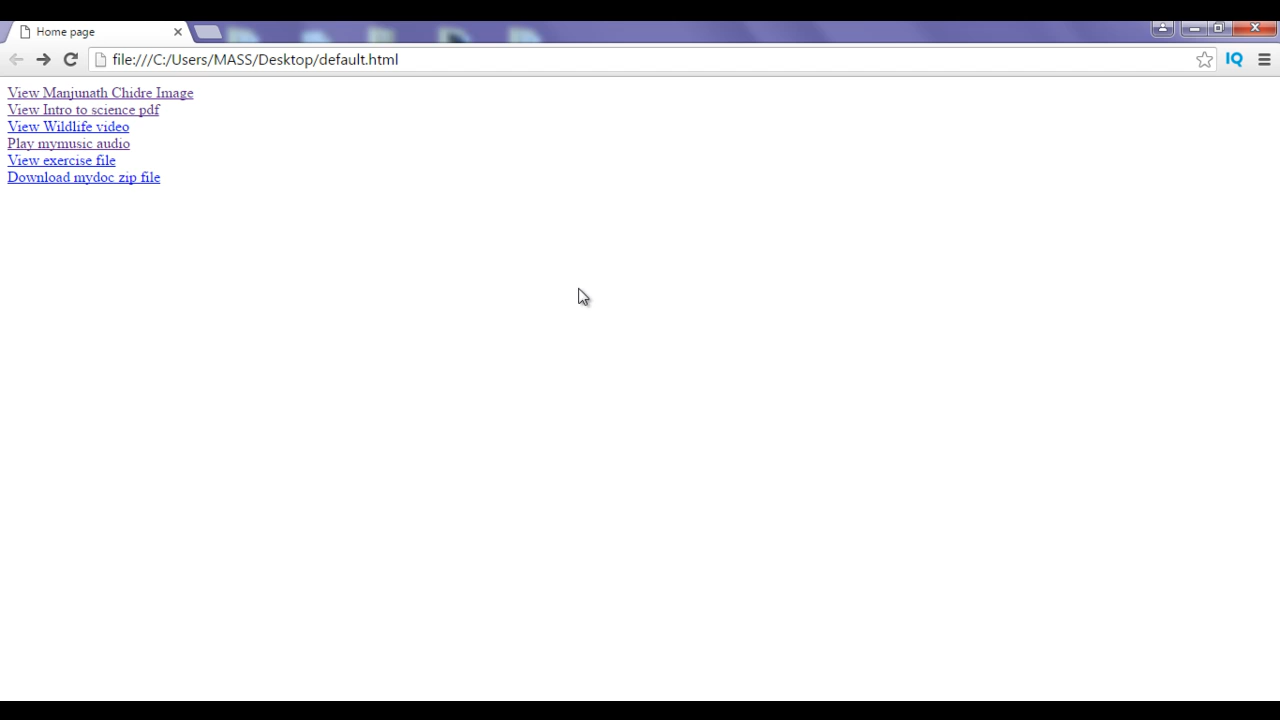 Home page
file:///C:/Users/MASS/Desktop/default.html
IQ
View Manjunath Chidre Image
View Intro to science pdf
View Wildlife video
Play mymusic audio
View exercise file
Download mydoc zip file